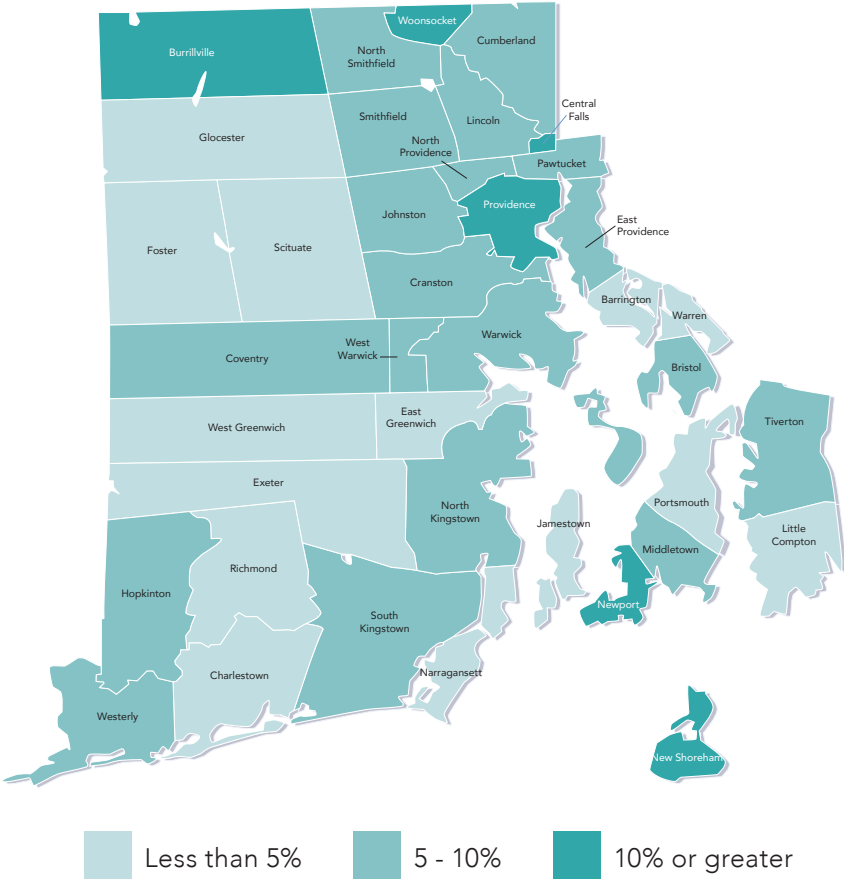 Woonsocket
Cumberland
Burrillville
North
Smithfield
Central
Falls
Smithfield
Lincoln
Glocester
North
Providence
Pawtucket
Providence
Johnston
East
Providence
Foster
Scituate
Cranston
Barrington
Warren
Warwick
West
Warwick
Coventry
Bristol
East
Greenwich
West Greenwich
Tiverton
Exeter
Portsmouth
North
Kingstown
Jamestown
Little
Compton
Middletown
Richmond
Hopkinton
Newport
South
Kingstown
Narragansett
Charlestown
Westerly
New Shoreham
Less than 5%
5 - 10%
10% or greater